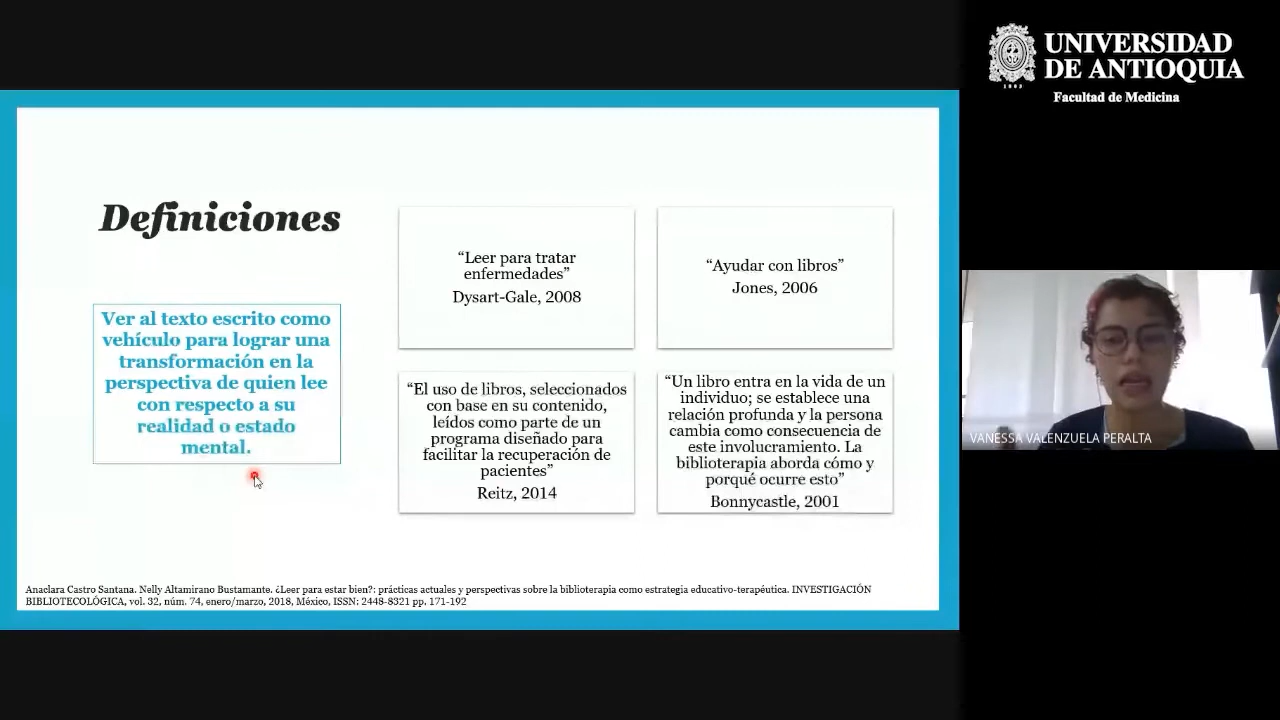 Definiciones
Ver al texto escrito como
vehículo para lograr una
transformación en la
perspectiva de quien lee
con respecto a su
realidad o estado
mental.
“Leer para tratar
enfermedades”
Dysart-Gale, 2008
“Ayudar con libros”
Jones, 2006
“El uso de libros, seleccionados
con base en su contenido,
leídos como parte de un
programa diseñado para
facilitar la recuperación de
pacientes”
Reitz, 2014
“Un libro entra en la vida de un
individuo; se establece una
relación profunda y la persona
cambia como consecuencia de
este involucramiento. La
biblioterapia aborda cómo y
porqué ocurre esto”
Bonnycastle, 2001
Anaclara Castro Santana. Nelly Altamirano Bustamante. ¿Leer para estar bien?: prácticas actuales y perspectivas sobre la biblioterapia como estrategia educativo-terapéutica. INVESTIGACIÓN
BIBLIOTECOLÓGICA, vol. 32, núm. 74, enero/marzo, 2018, México, ISSN: 2448-8321 pp. 171-192
UNIVERSIDAD
DE ANTIOQUIA
1803
Facultad de Medicina
VANESSA VALENZUELA PERALTA